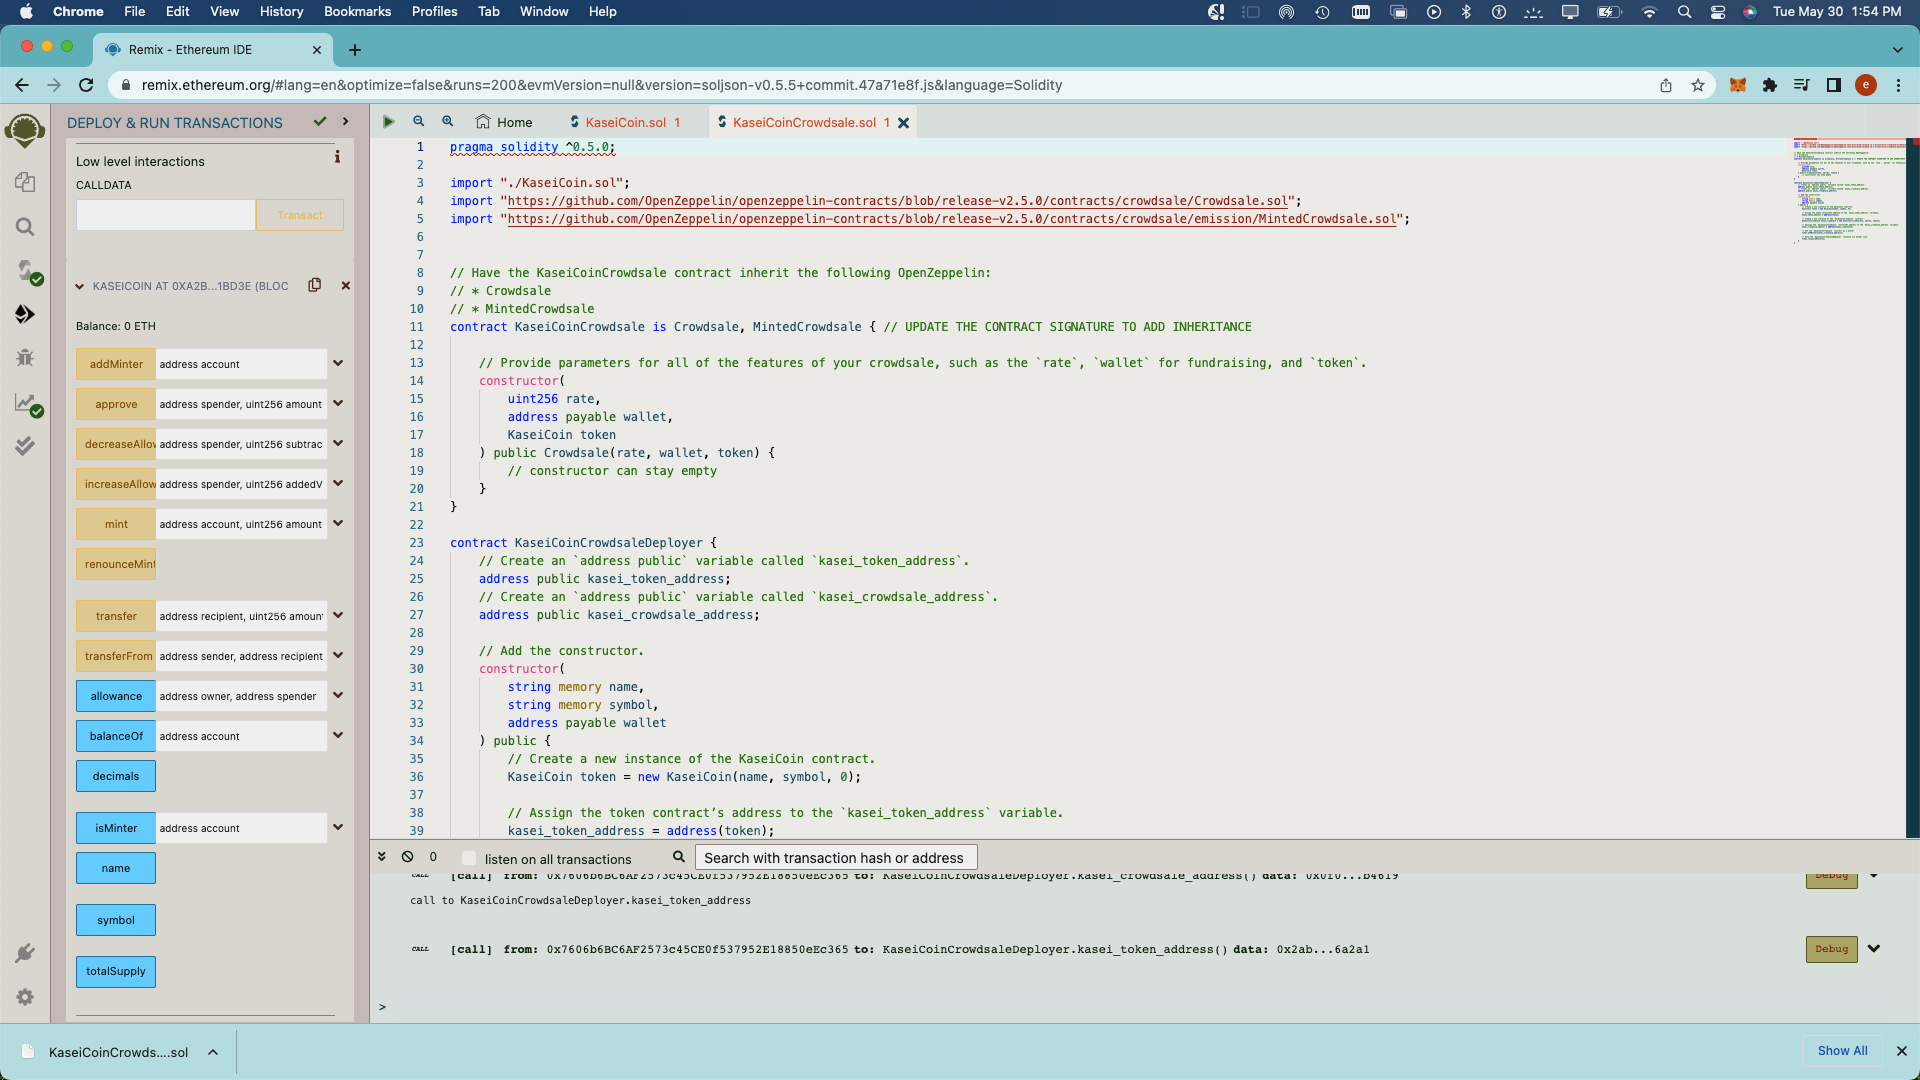 Chrome File Edit View History Bookmarks Profiles Tab Window Help Tue May 30 1:54 PM
Remix - Ethereum IDE
remix.ethereum.org/#lang=en&optimize=false&runs=200&evmVersion=null&version=soljson-v0.5.5+commit.47a71e8f.js&language=Solidity e
DEPLOY & RUN TRANSACTIONS
Low level interactions
CALLDATA
Transact
KASEICOIN AT 0XA2B...1BD3E (BLOC
Balance: 0 ETH
addMinter address account
approve address spender, uint256 amount
decreaseAllov address spender, uint256 subtrac
increaseAllow address spender, uint256 addedV
mint address account, uint256 amount
renounceMint
transfer address recipient, uint256 amoun
transferFrom address sender, address recipient
allowance address owner, address spender
balanceOf address account
decimals
isMinter address account
name
symbol
totalSupply
Home KaseiCoin.sol 1 KaseiCoinCrowdsale.sol 1
1 pragma solidity ^0.5.0;
2
3 import "./KaseiCoin.sol";
4 import "https://github.com/OpenZeppelin/openzeppelin-contracts/blob/release-v2.5.0/contracts/crowdsale/Crowdsale.sol";
5 import "https://github.com/OpenZeppelin/openzeppelin-contracts/blob/release-v2.5.0/contracts/crowdsale/emission/MintedCrowdsale.sol";
6
7
8 // Have the KaseiCoinCrowdsale contract inherit the following OpenZeppelin:
9 // * Crowdsale
10 // * MintedCrowdsale
11 contract KaseiCoinCrowdsale is Crowdsale, MintedCrowdsale { // UPDATE THE CONTRACT SIGNATURE TO ADD INHERITANCE
12
13 // Provide parameters for all of the features of your crowdsale, such as the `rate`, `wallet` for fundraising, and `token`.
14 constructor(
15 uint256 rate,
16 address payable wallet,
17 KaseiCoin token
18 ) public Crowdsale(rate, wallet, token) {
19 // constructor can stay empty
20 }
21 }
22
23 contract KaseiCoinCrowdsaleDeployer {
24 // Create an `address public` variable called `kasei_token_address`.
25 address public kasei_token_address;
26 // Create an `address public` variable called `kasei_crowdsale_address`.
27 address public kasei_crowdsale_address;
28
29 // Add the constructor.
30 constructor(
31 string memory name,
32 string memory symbol,
33 address payable wallet
34 ) public {
35 // Create a new instance of the KaseiCoin contract.
36 KaseiCoin token = new KaseiCoin(name, symbol, 0);
37
38 // Assign the token contract’s address to the `kasei_token_address` variable.
39 kasei_token_address = address(token);
0 listen on all transactions Search with transaction hash or address
CALL [call] from: 0x7606b6BC6AF2573c45CE0f537952E18850eEc365 to: KaseiCoinCrowdsaleDeployer.kasei_crowdsale_address() data: 0x0f0...b4619 Debug
call to KaseiCoinCrowdsaleDeployer.kasei_token_address
CALL [call] from: 0x7606b6BC6AF2573c45CE0f537952E18850eEc365 to: KaseiCoinCrowdsaleDeployer.kasei_token_address() data: 0x2ab...6a2a1 Debug
>
KaseiCoinCrowds....sol Show All